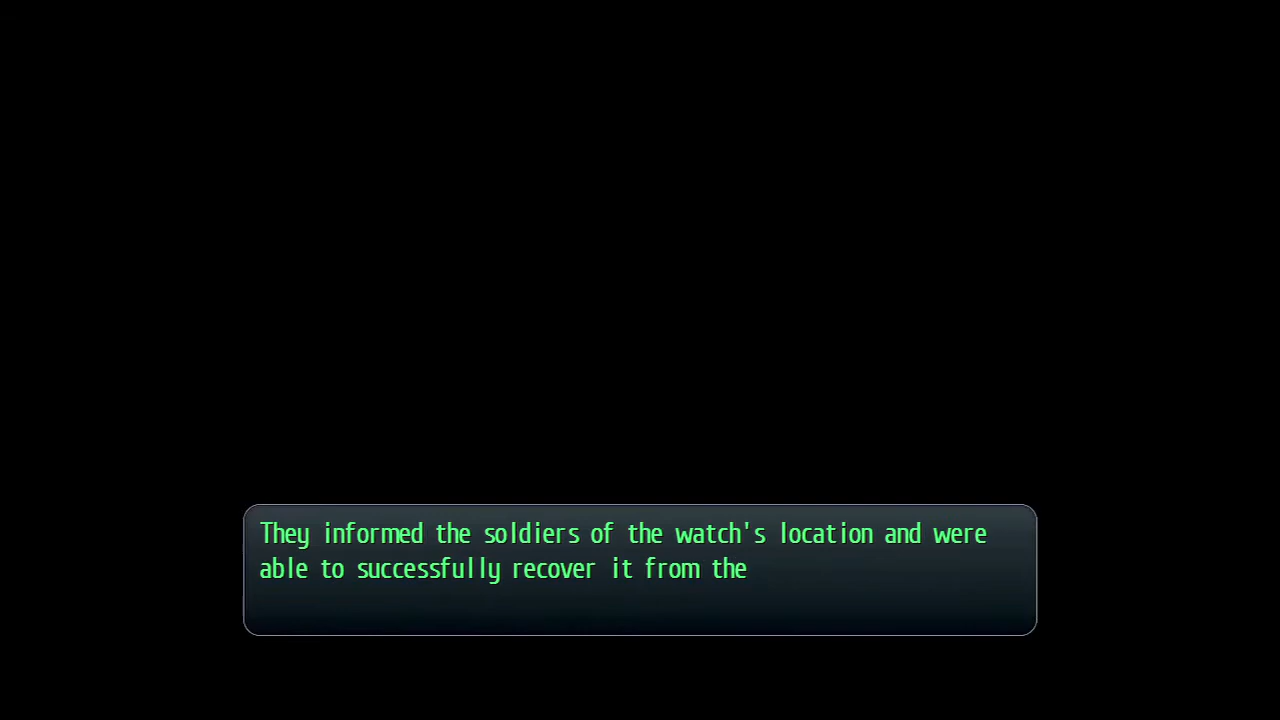 They informed the soldiers of the watch's location and were
able to successfully recover it from the